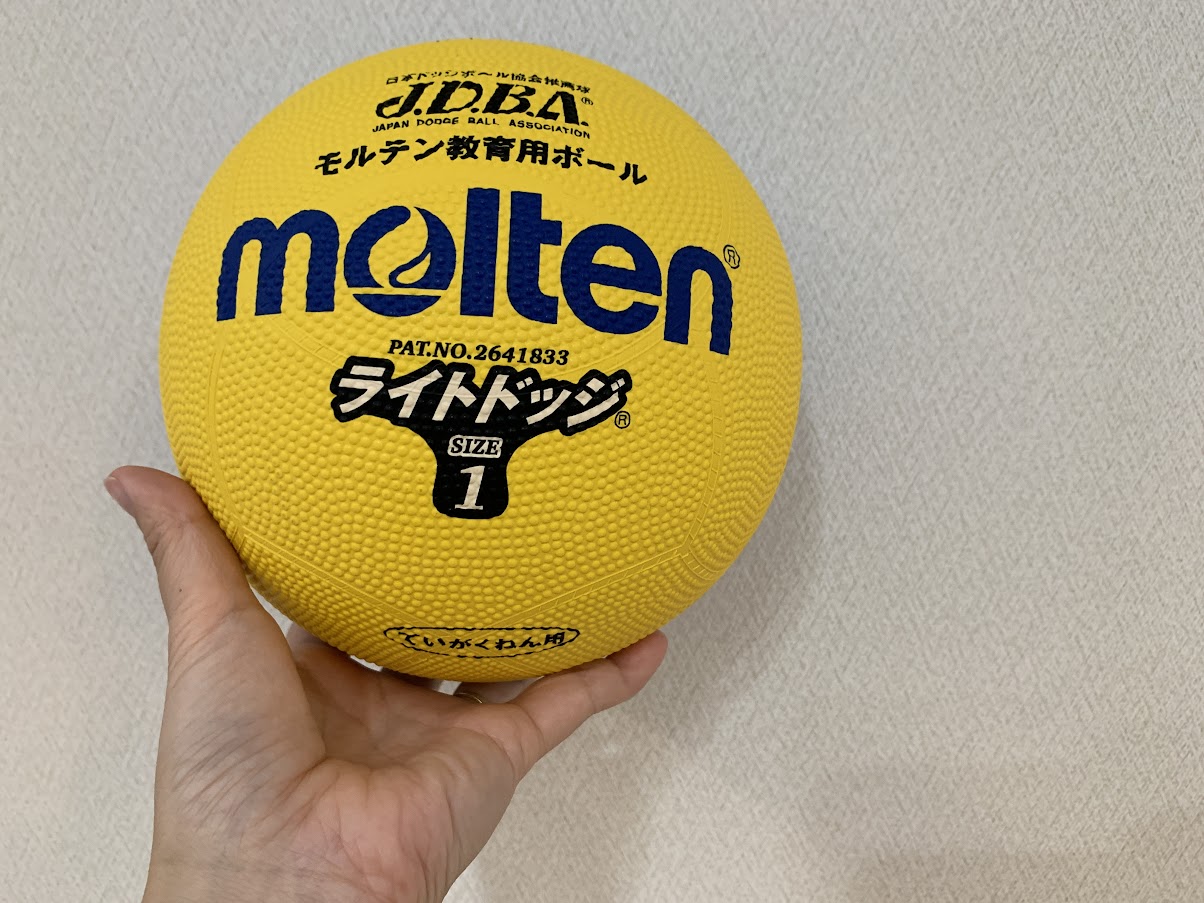 日本ドッジボール協会推薦球
J.D.B.A.®
JAPAN DODGE BALL ASSOCIATION
モルテン教育用ボール
molten®
PAT.NO.2641833
ライトドッジ®
SIZE
1
ていがくねん用